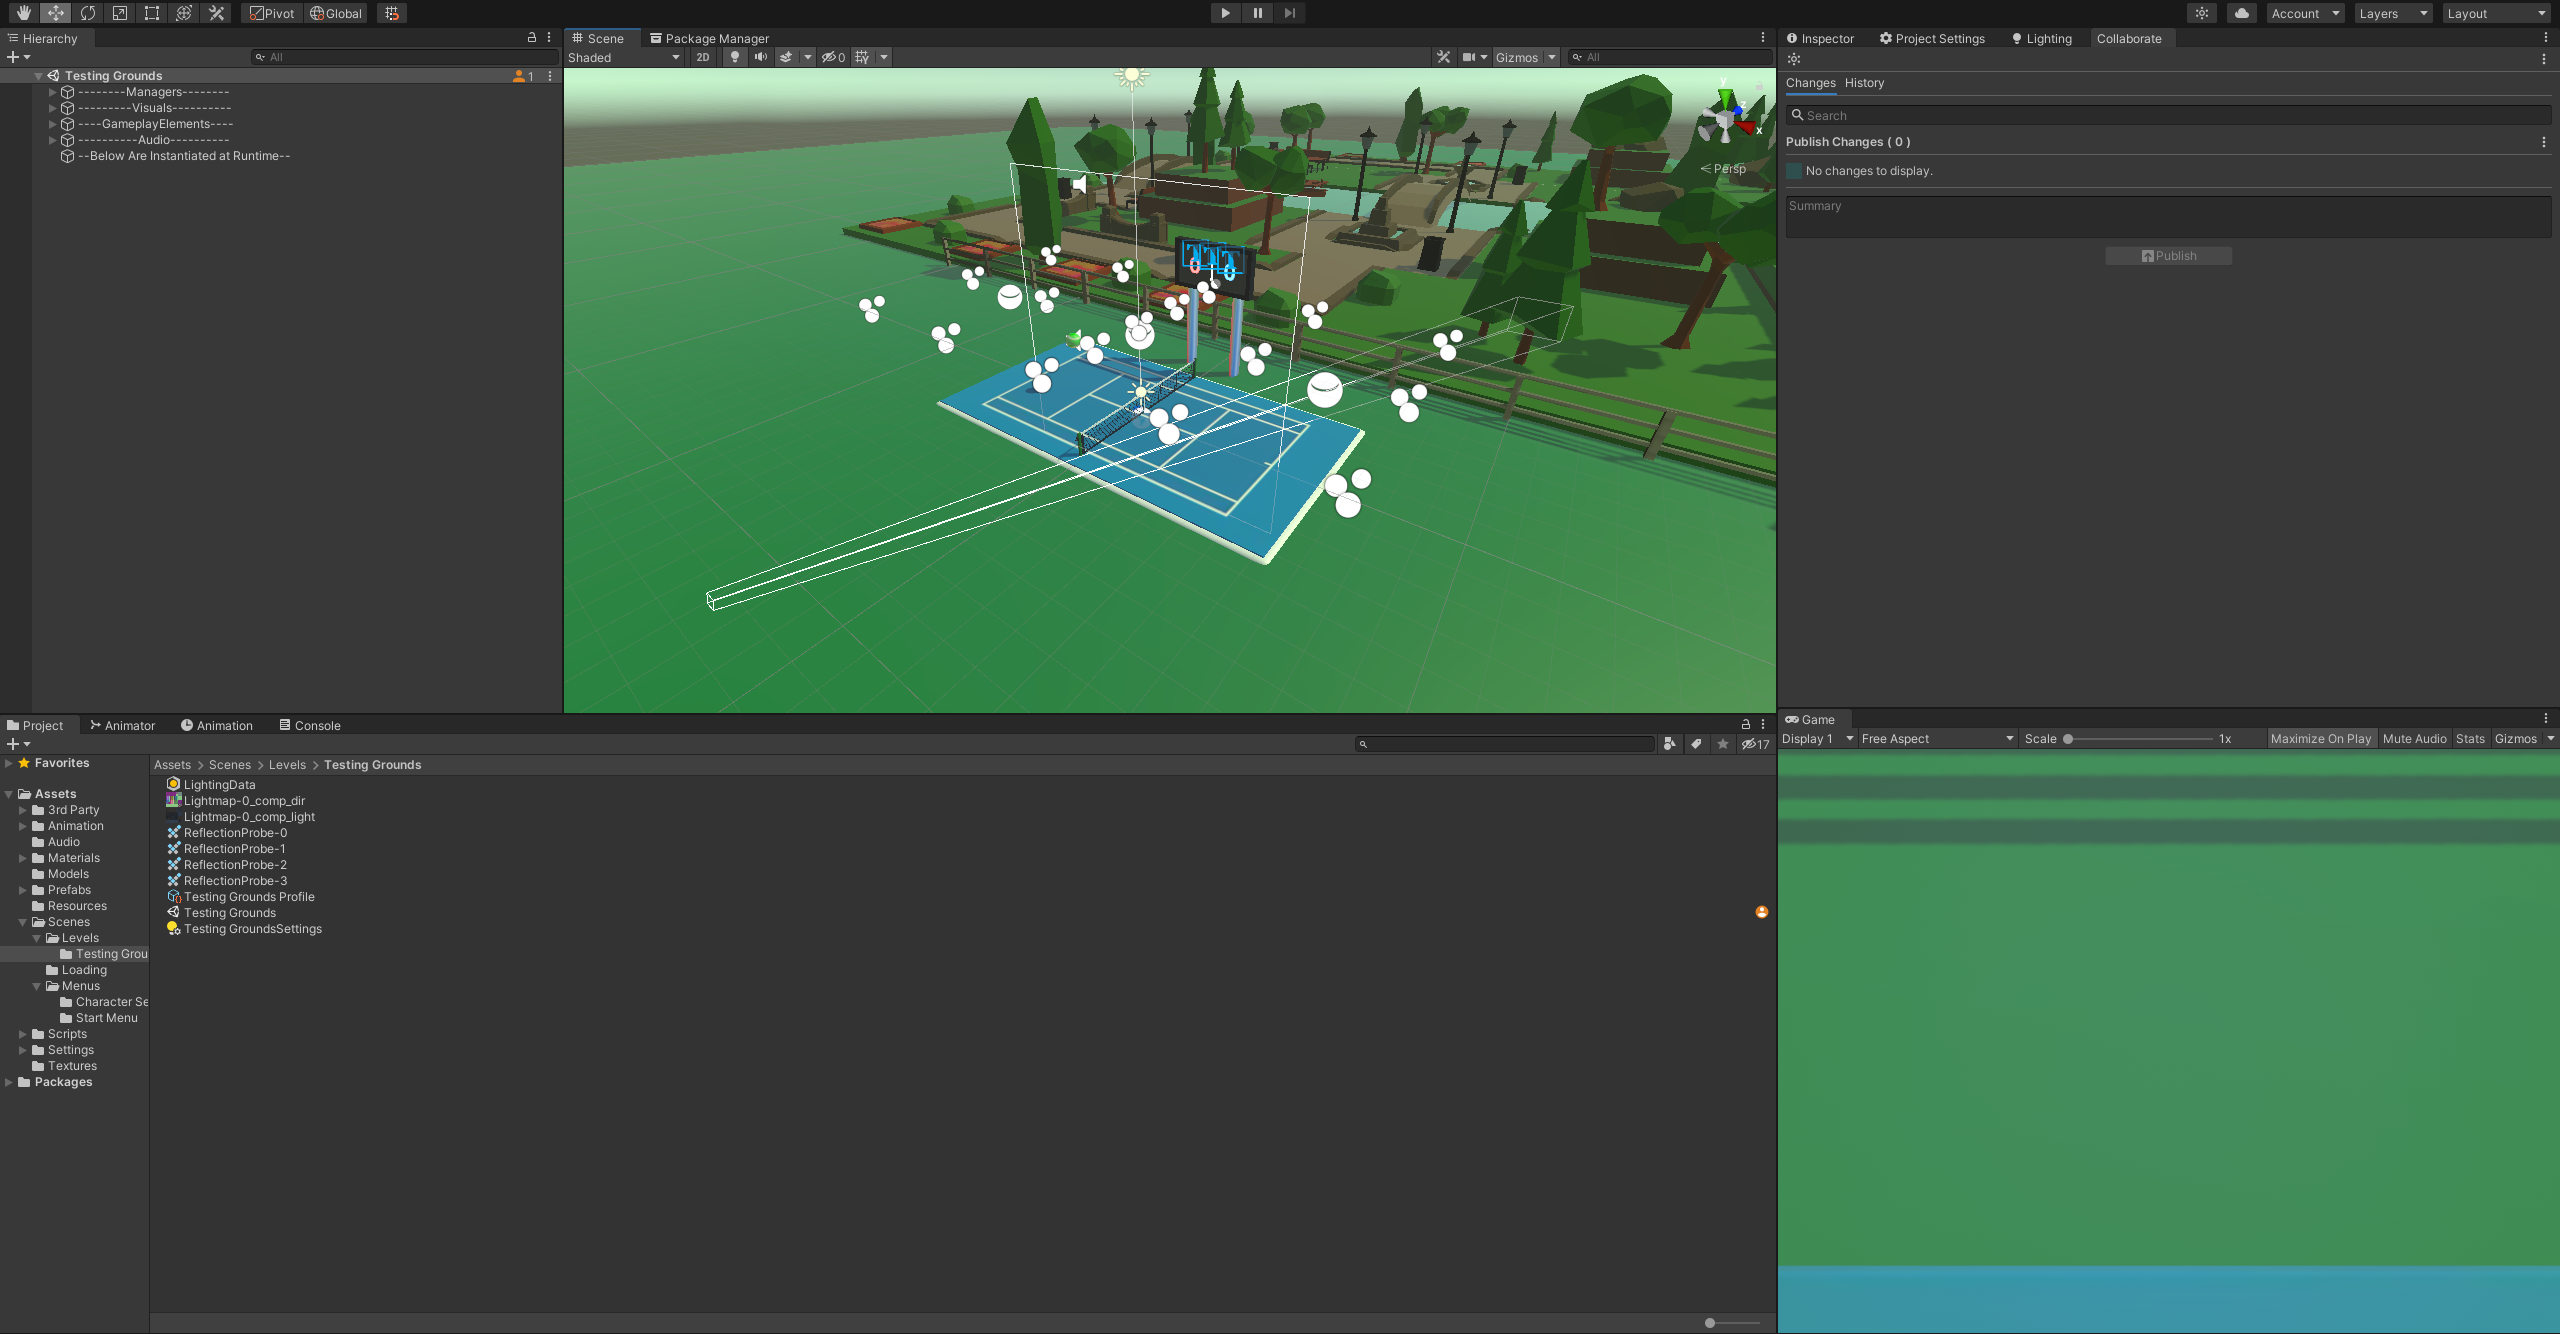 Pivot Global Account Layers Layout
Hierarchy
All
Testing Grounds 1
--------Managers--------
---------Visuals----------
----GameplayElements----
----------Audio----------
--Below Are Instantiated at Runtime--
Scene Package Manager
Shaded 2D 0 Gizmos All
y
z
x
Persp
T T T
0 0
Inspector Project Settings Lighting Collaborate
Changes History
Search
Publish Changes ( 0 )
No changes to display.
Summary
Publish
Project Animator Animation Console
17
Favorites
Assets
3rd Party
Animation
Audio
Materials
Models
Prefabs
Resources
Scenes
Levels
Testing Grou
Loading
Menus
Character Se
Start Menu
Scripts
Settings
Textures
Packages
Assets > Scenes > Levels > Testing Grounds
LightingData
Lightmap-0_comp_dir
Lightmap-0_comp_light
ReflectionProbe-0
ReflectionProbe-1
ReflectionProbe-2
ReflectionProbe-3
Testing Grounds Profile
Testing Grounds
Testing GroundsSettings
Game
Display 1 Free Aspect Scale 1x Maximize On Play Mute Audio Stats Gizmos